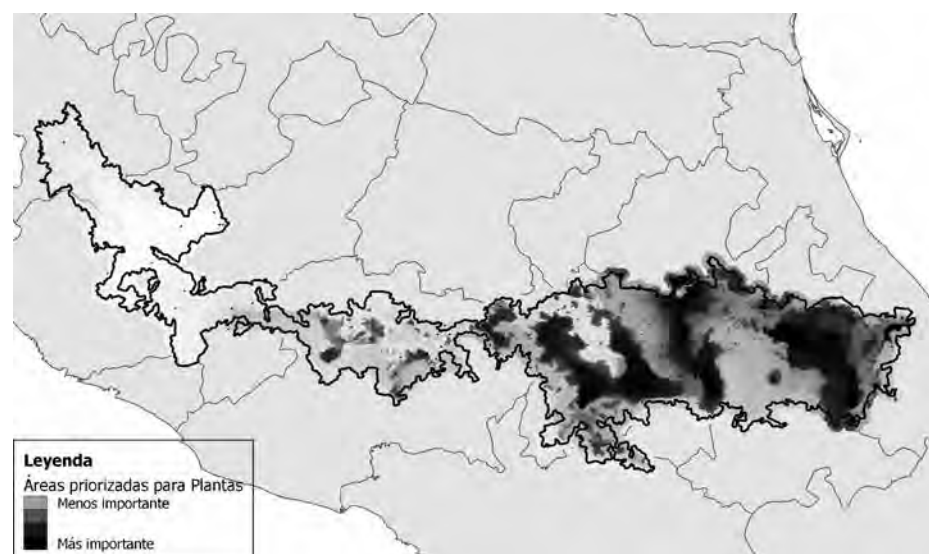 Leyenda
Áreas priorizadas para Plantas
Menos importante
Más importante